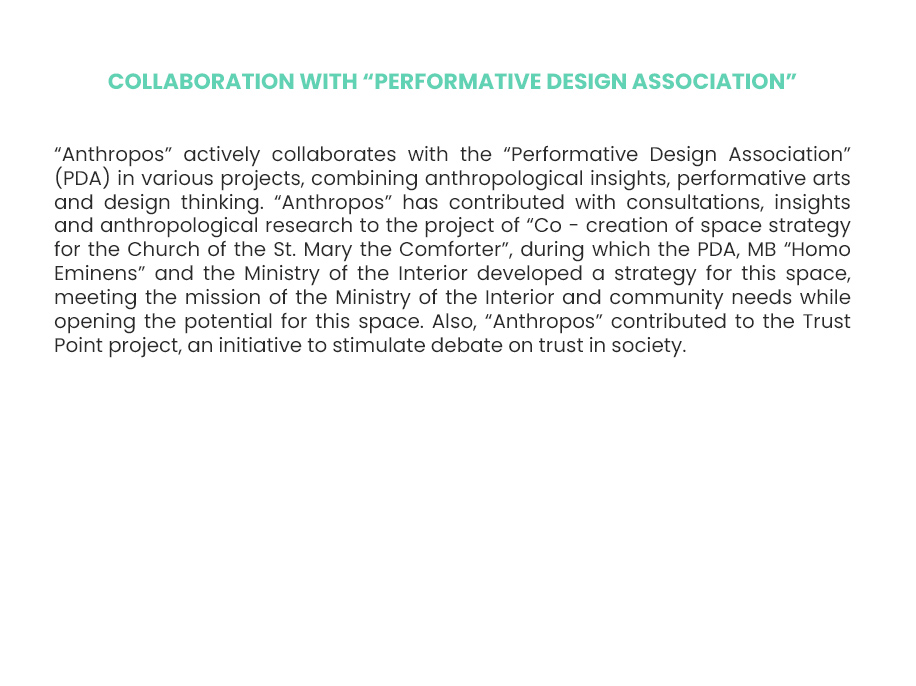 COLLABORATION WITH “PERFORMATIVE DESIGN ASSOCIATION”
“Anthropos” actively collaborates with the “Performative Design Association”
(PDA) in various projects, combining anthropological insights, performative arts
and design thinking. “Anthropos” has contributed with consultations, insights
and anthropological research to the project of “Co - creation of space strategy
for the Church of the St. Mary the Comforter”, during which the PDA, MB “Homo
Eminens” and the Ministry of the Interior developed a strategy for this space,
meeting the mission of the Ministry of the Interior and community needs while
opening the potential for this space. Also, “Anthropos” contributed to the Trust
Point project, an initiative to stimulate debate on trust in society.